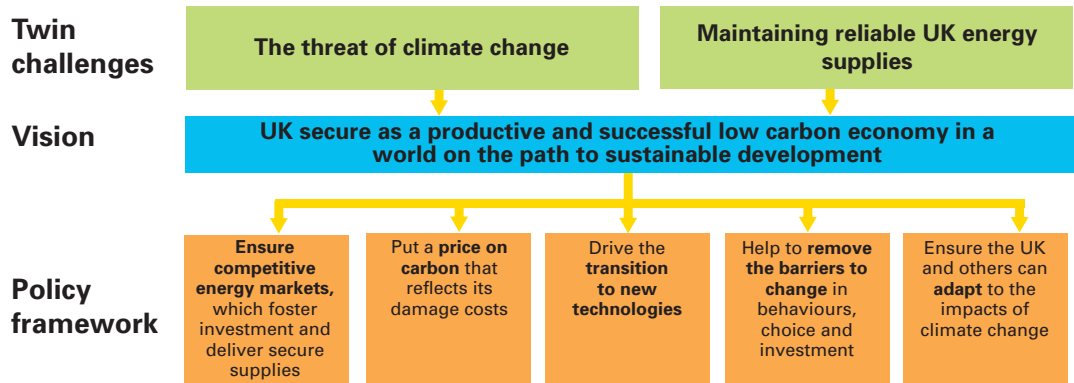 Twin
challenges
The threat of climate change
Maintaining reliable UK energy
supplies
Vision
UK secure as a productive and successful low carbon economy in a
world on the path to sustainable development
Policy
framework
Ensure
competitive
energy markets,
which foster
investment and
deliver secure
supplies
Put a price on
carbon that
reflects its
damage costs
Drive the
transition
to new
technologies
Help to remove
the barriers to
change in
behaviours,
choice and
investment
Ensure the UK
and others can
adapt to the
impacts of
climate change